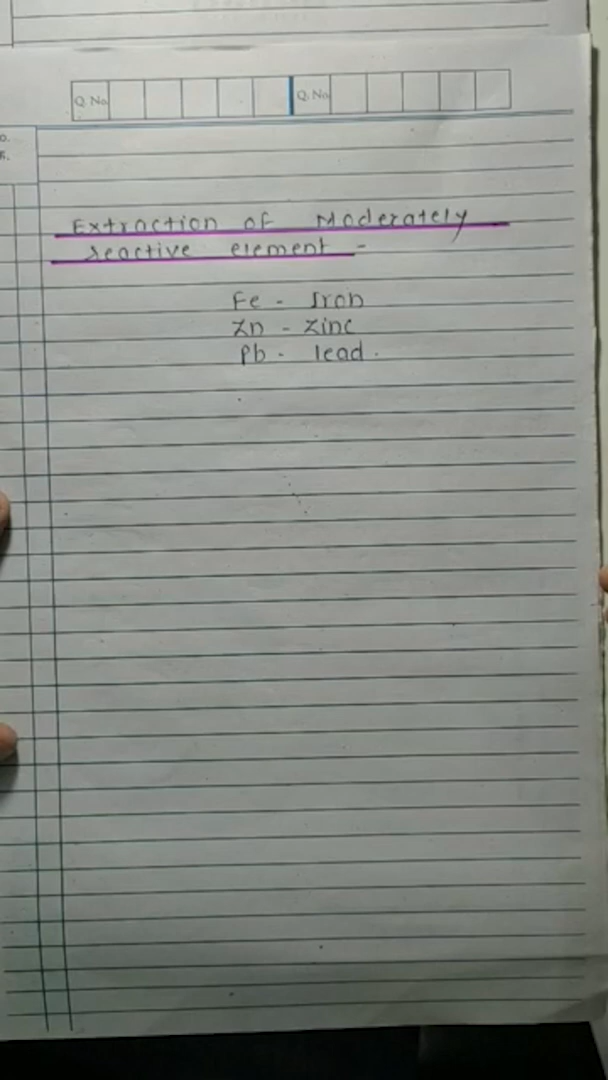 Q. No. Q. No.
Extraction of Moderately
reactive element -
Fe - Iron
Zn - Zinc
Pb - lead.